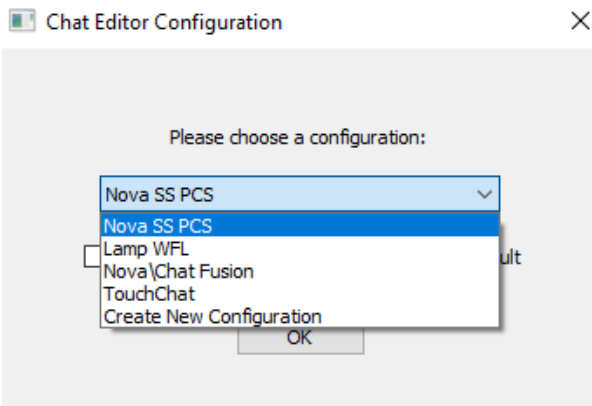 Chat Editor Configuration
Please choose a configuration:
Nova SS PCS
Nova SS PCS
Lamp WFL
Nova\Chat Fusion
TouchChat
Create New Configuration
OK